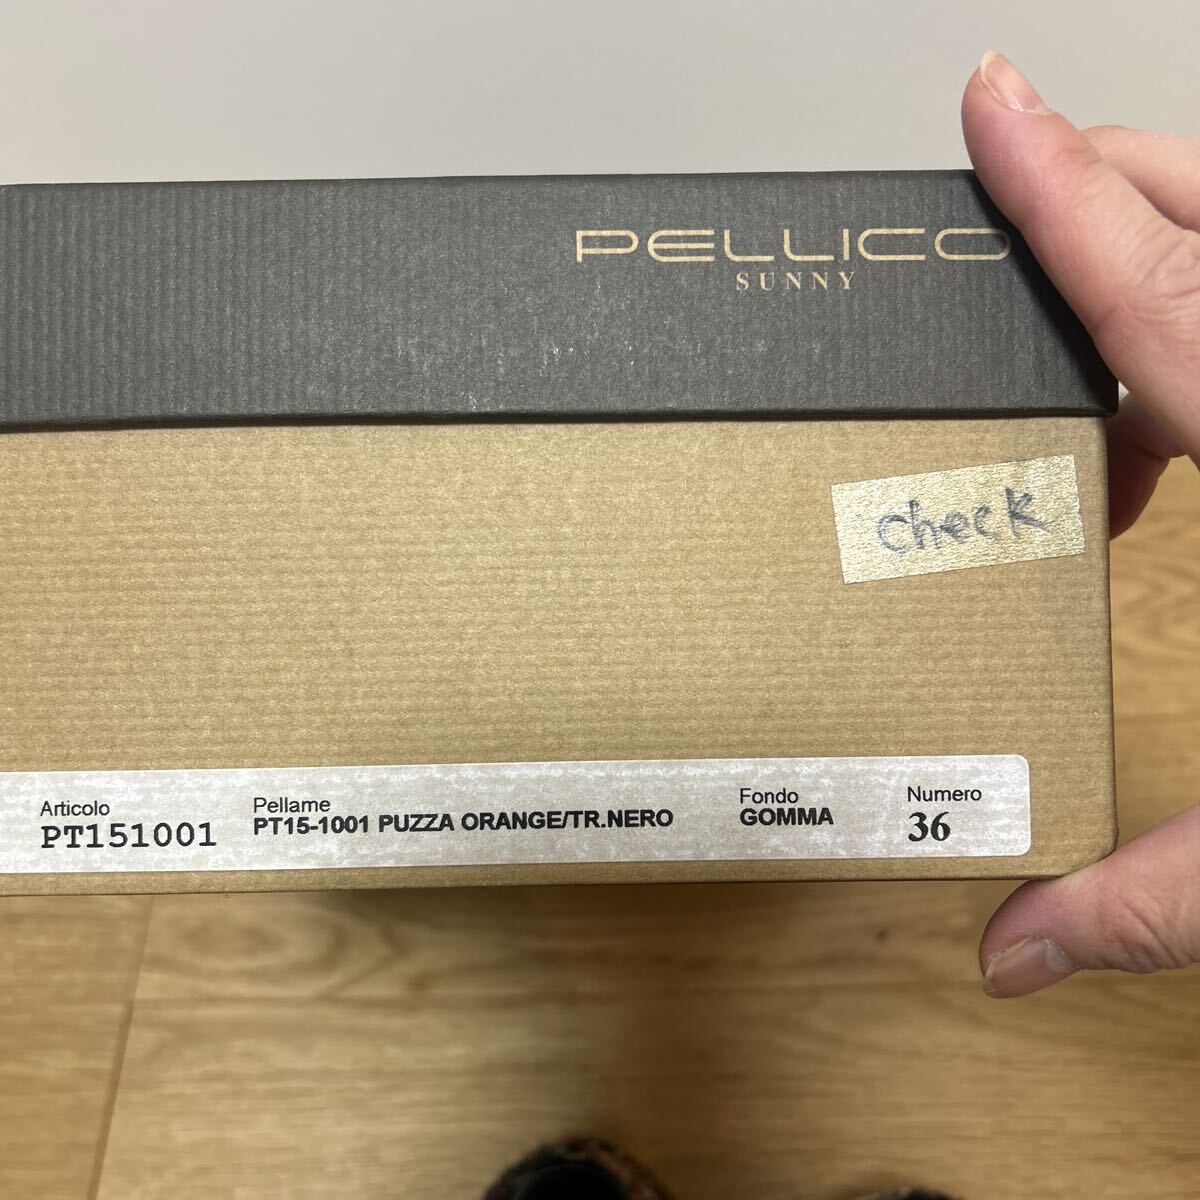 PELLICO
SUNNY
check
Articolo
PT151001
Pellame
PT15-1001 PUZZA ORANGE/TR.NERO
Fondo
GOMMA
Numero
36